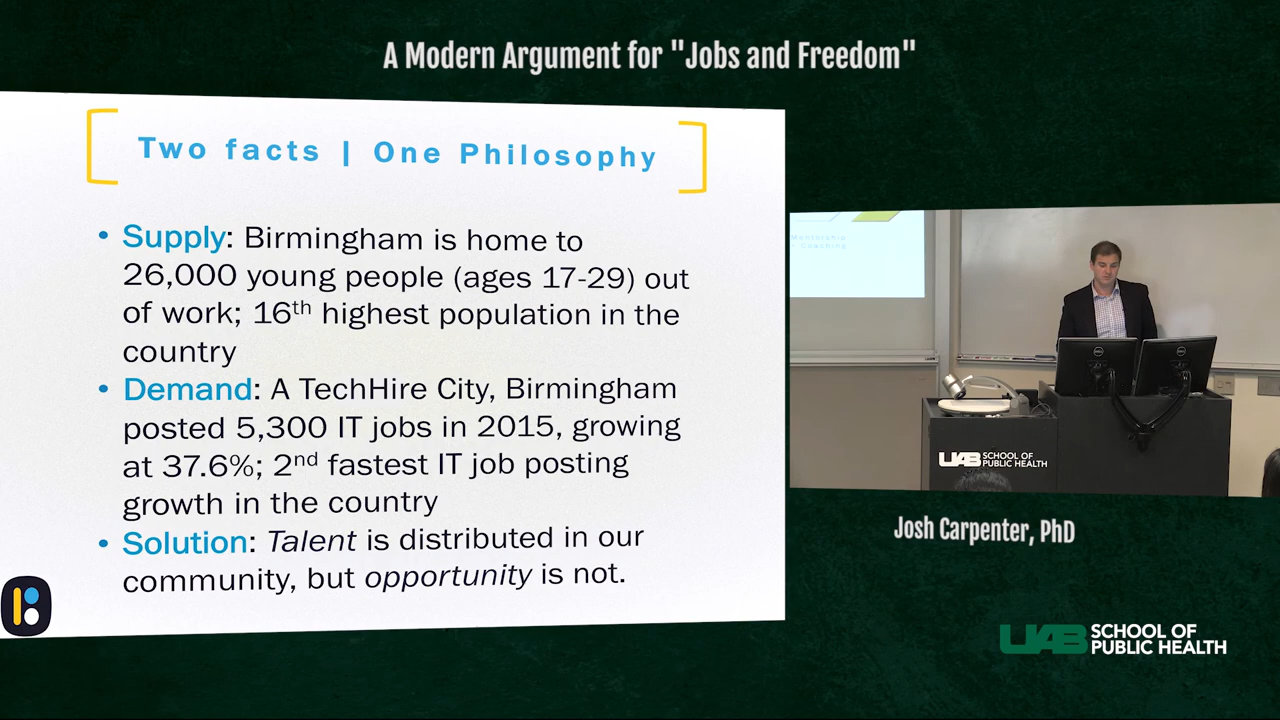 A Modern Argument for "Jobs and Freedom"
Two facts | One Philosophy
• Supply: Birmingham is home to
26,000 young people (ages 17-29) out
of work; 16th highest population in the
country
• Demand: A TechHire City, Birmingham
posted 5,300 IT jobs in 2015, growing
at 37.6%; 2nd fastest IT job posting
growth in the country
• Solution: Talent is distributed in our
community, but opportunity is not.
Mentorship
Coaching
UAB SCHOOL OF
PUBLIC HEALTH
Josh Carpenter, PhD
UAB SCHOOL OF
PUBLIC HEALTH